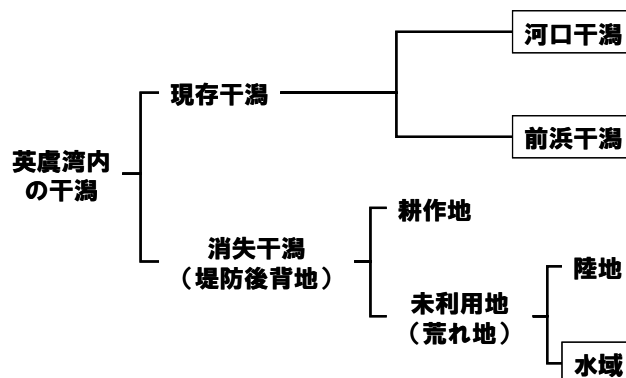 河口干潟
現存干潟
前浜干潟
英虞湾内
の干潟
耕作地
消失干潟
（堤防後背地）
陸地
未利用地
（荒れ地）
水域